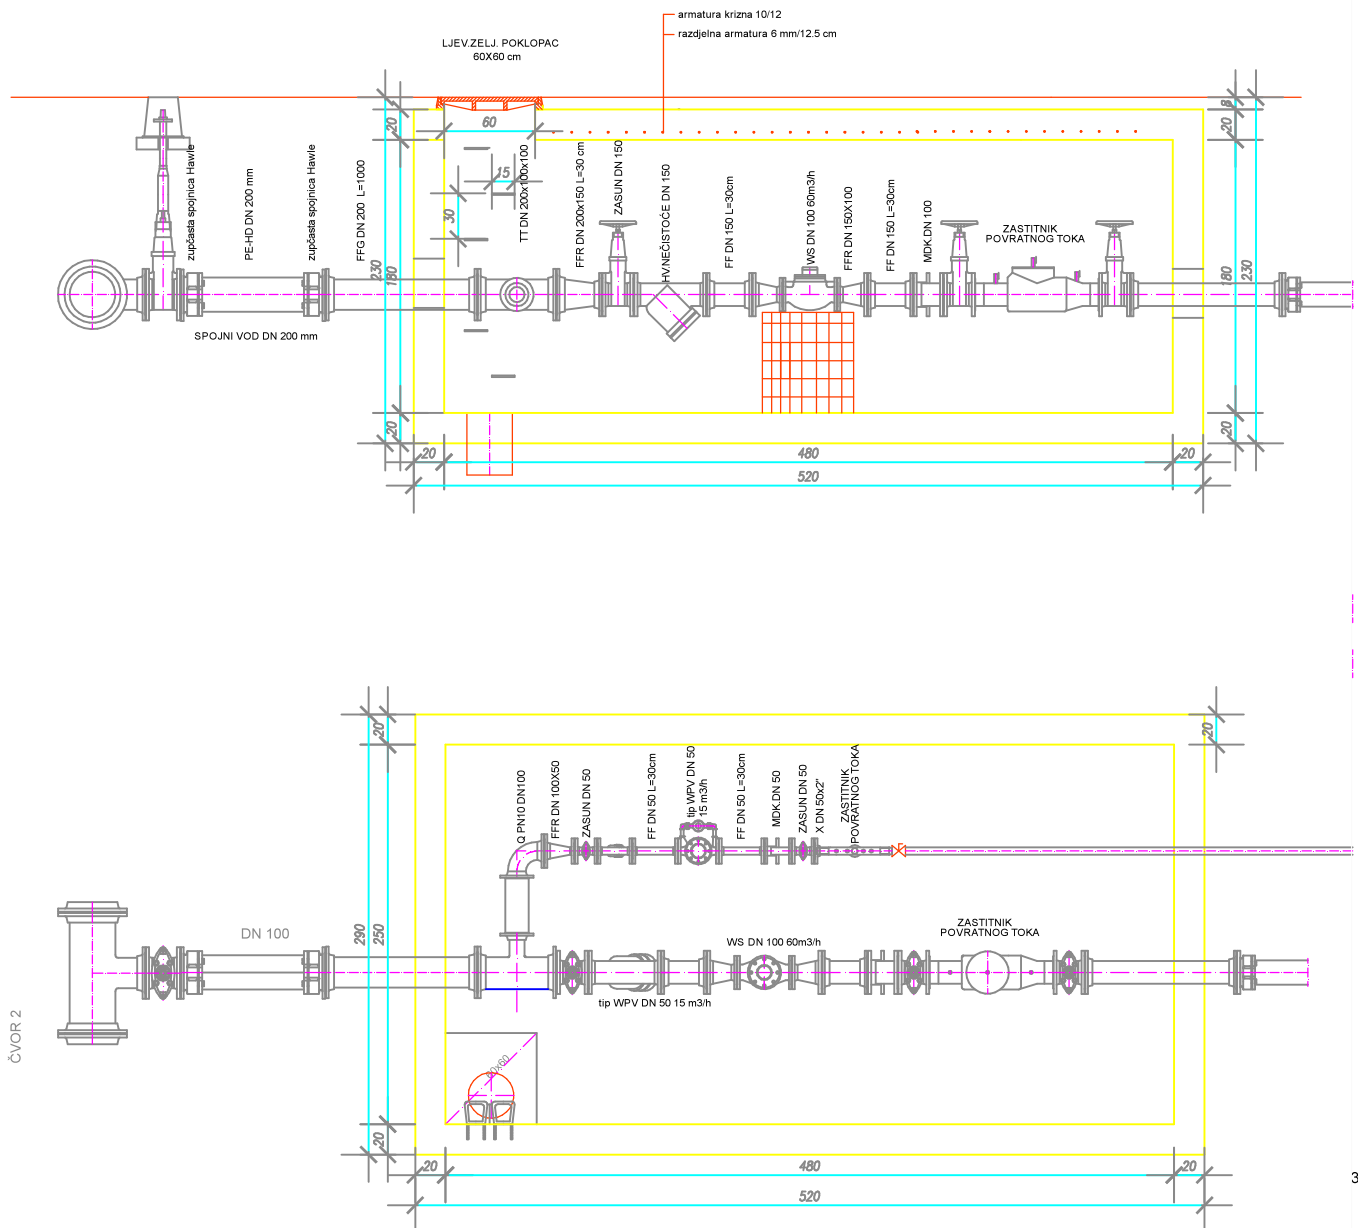 armatura krizna 10/12
razdjelna armatura 6 mm/12.5 cm
LJEV.ZELJ. POKLOPAC
60X60 cm
8
20
20
60
15
30
zupčasta spojnica Hawle
PE-HD DN 200 mm
zupčasta spojnica Hawle
FFG DN 200 L=1000
TT DN 200x100x100
FFR DN 200x150 L=30 cm
ZASUN DN 150
HV.NEČISTOĆE DN 150
FF DN 150 L=30cm
WS DN 100 60m3/h
FFR DN 150X100
FF DN 150 L=30cm
MDK.DN 100
ZASTITNIK
POVRATNOG TOKA
230
180
180
230
SPOJNI VOD DN 200 mm
20
20
20
480
20
520
20
20
Q PN10 DN100
FFR DN 100X50
ZASUN DN 50
FF DN 50 L=30cm
tip WPV DN 50
15 m3/h
FF DN 50 L=30cm
MDK.DN 50
ZASUN DN 50
X DN 50x2"
ZASTITNIK
POVRATNOG TOKA
DN 100
290
250
WS DN 100 60m3/h
ZASTITNIK
POVRATNOG TOKA
tip WPV DN 50 15 m3/h
ČVOR 2
60x60
20
20
480
20
520
3